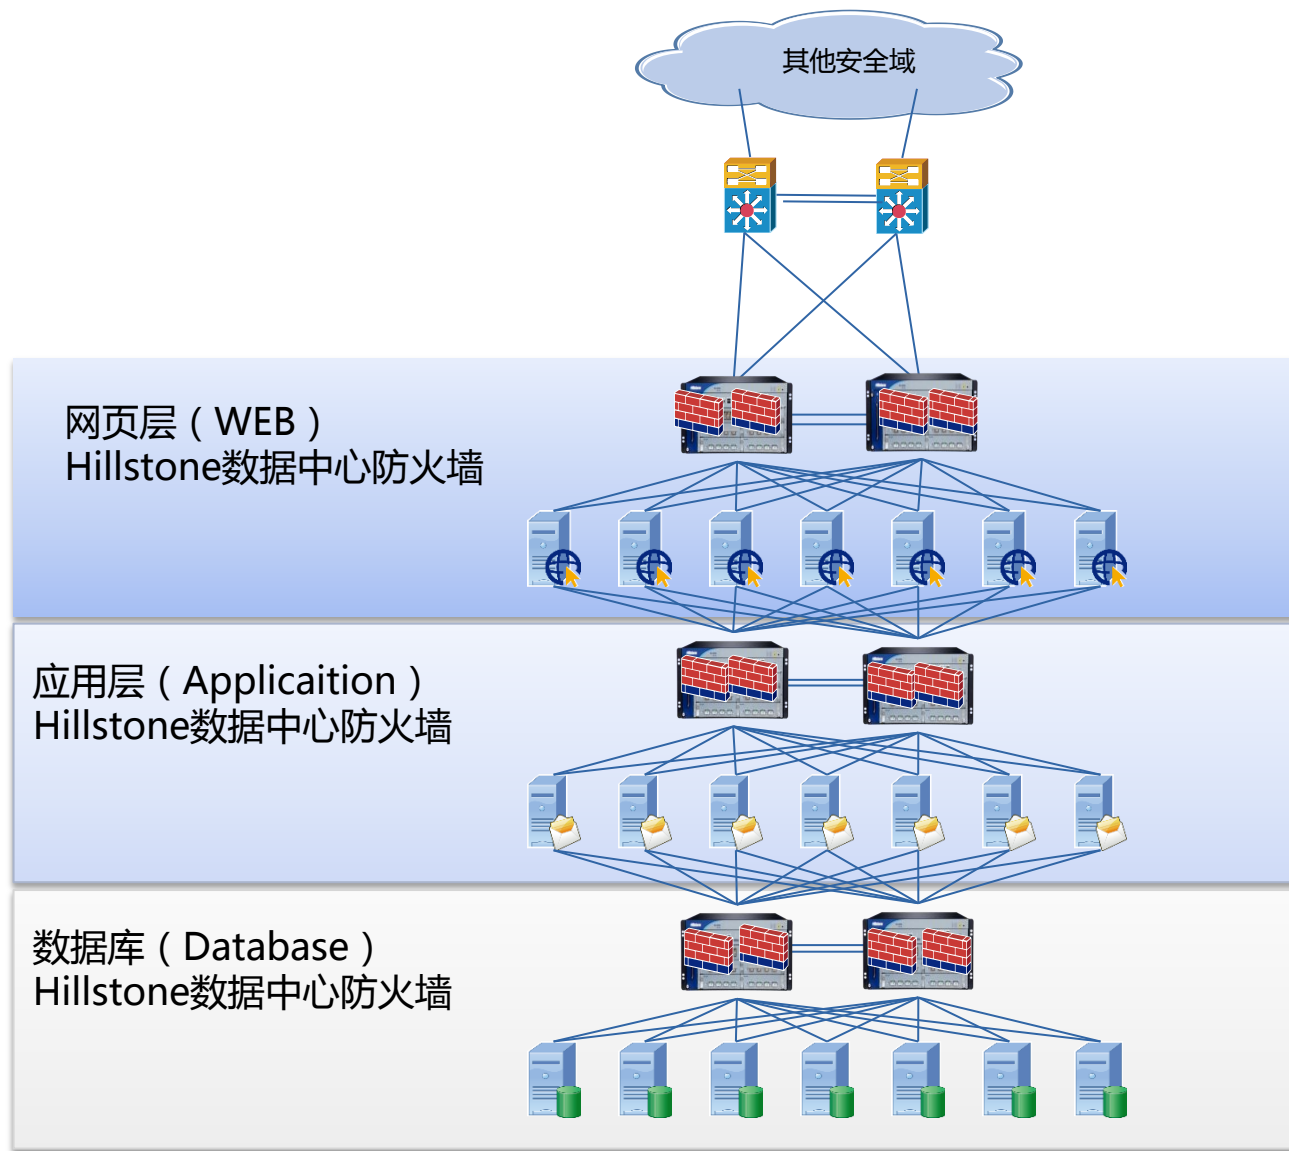 其他安全域
网页层（WEB）
Hillstone数据中心防火墙
应用层（Applicaition）
Hillstone数据中心防火墙
数据库（Database）
Hillstone数据中心防火墙